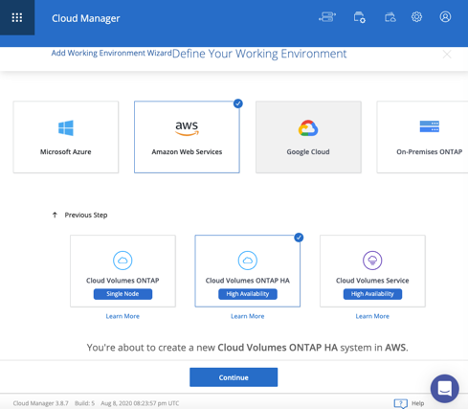 Cloud Manager
Add Working Environment Wizard Define Your Working Environment
Microsoft Azure
aws
Amazon Web Services
Google Cloud
On-Premises ONTAP
Previous Step
Cloud Volumes ONTAP
Single Node
Learn More
Cloud Volumes ONTAP HA
High Availability
Learn More
Cloud Volumes Service
High Availability
Learn More
You're about to create a new Cloud Volumes ONTAP HA system in AWS.
Continue
Cloud Manager 3.8.7 Build: 5 Aug 8, 2020 08:23:57 pm UTC
Help